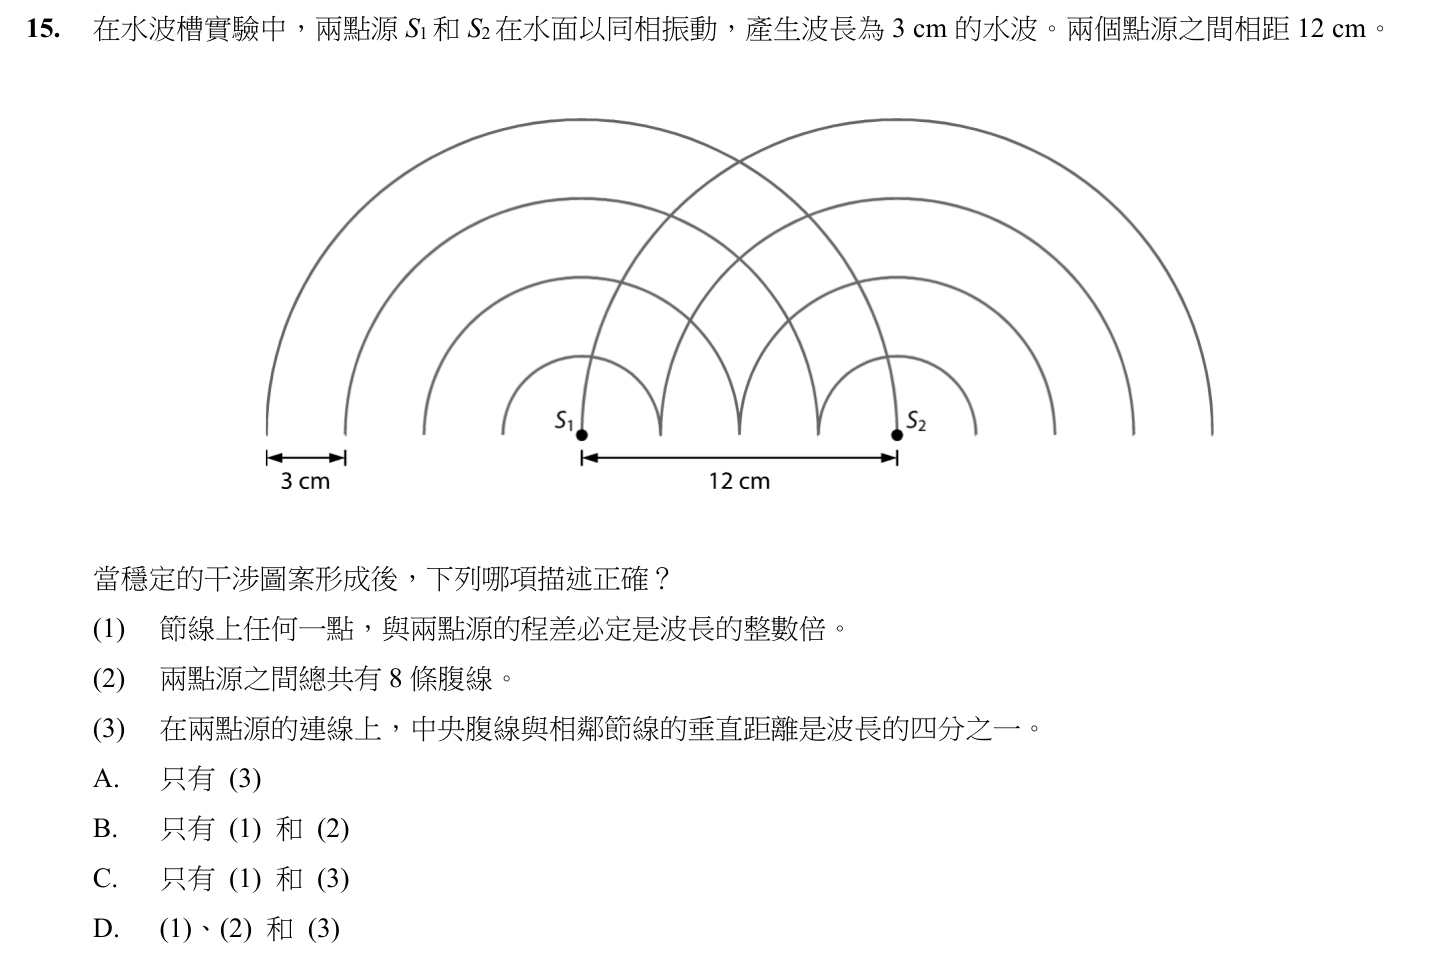 15. 在水波槽實驗中，兩點源 S1 和 S2 在水面以同相振動，產生波長為 3 cm 的水波。兩個點源之間相距 12 cm。
S1
S2
3 cm
12 cm
當穩定的干涉圖案形成後，下列哪項描述正確？
(1) 節線上任何一點，與兩點源的程差必定是波長的整數倍。
(2) 兩點源之間總共有 8 條腹線。
(3) 在兩點源的連線上，中央腹線與相鄰節線的垂直距離是波長的四分之一。
A. 只有 (3)
B. 只有 (1) 和 (2)
C. 只有 (1) 和 (3)
D. (1)、(2) 和 (3)